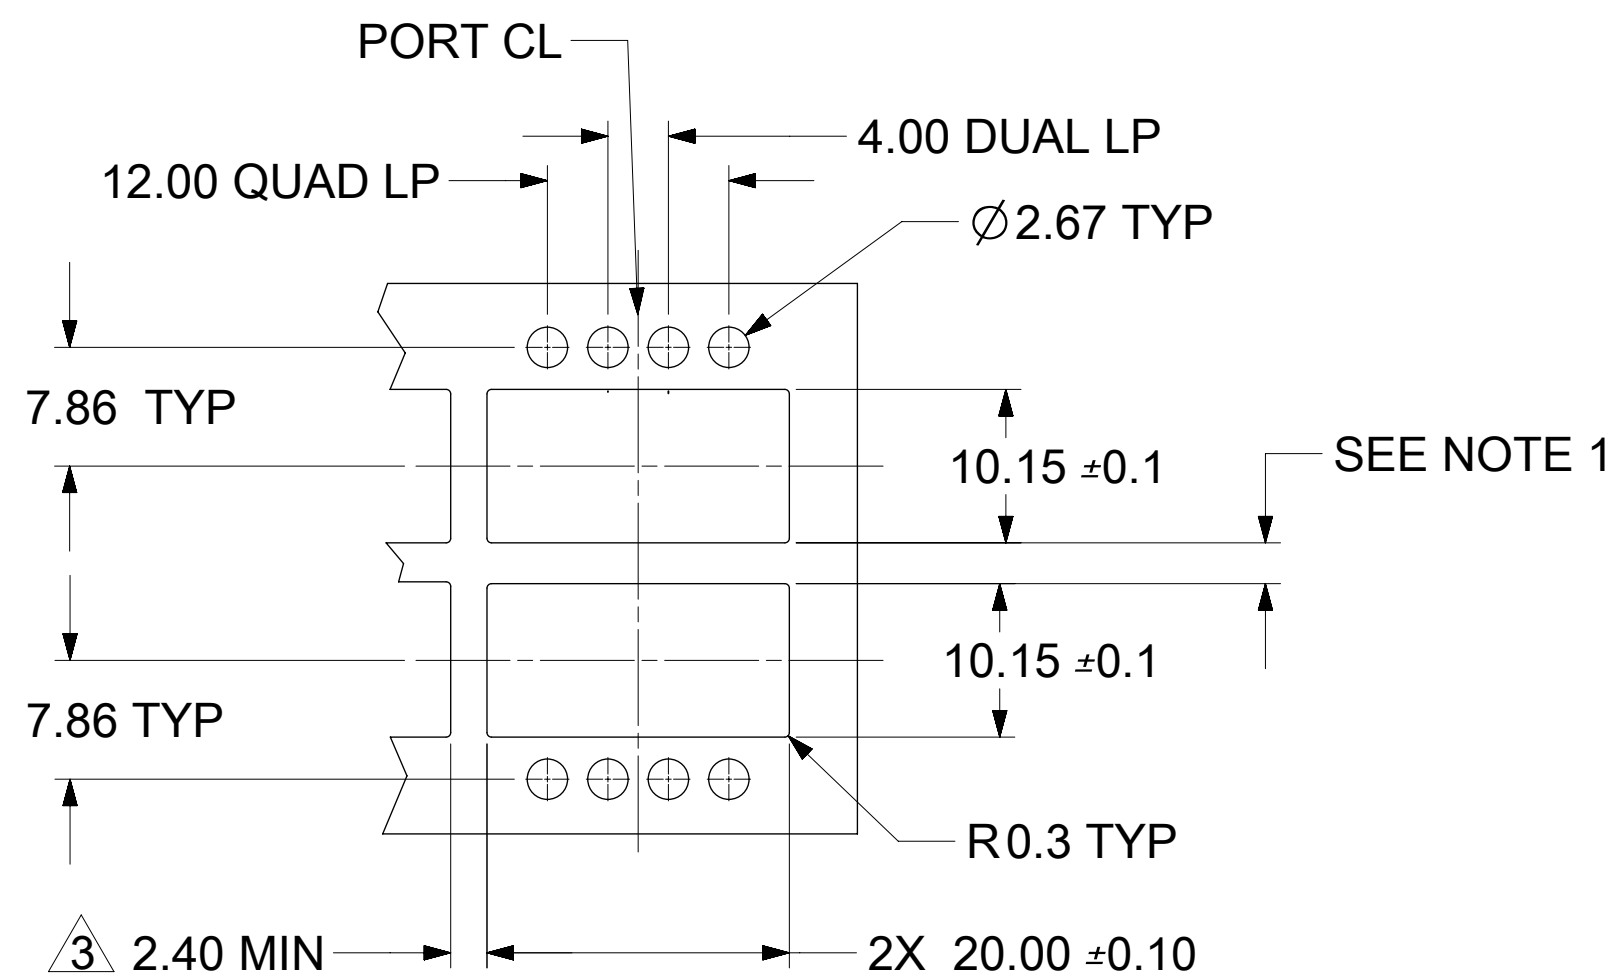 PORT CL
4.00 DUAL LP
12.00 QUAD LP
∅2.67 TYP
7.86 TYP
10.15 ±0.1
SEE NOTE 1
10.15 ±0.1
7.86 TYP
R0.3 TYP
3 2.40 MIN
2X 20.00 ±0.10